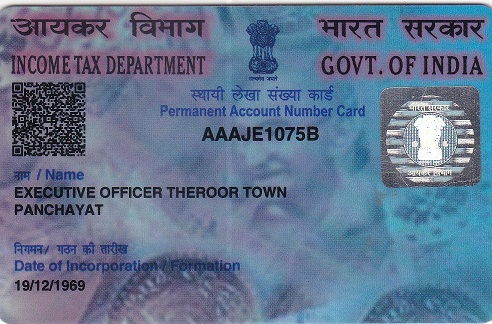 आयकर विभाग भारत सरकार
INCOME TAX DEPARTMENT GOVT. OF INDIA
सत्यमेव जयते
स्थायी लेखा संख्या कार्ड
Permanent Account Number Card
AAAJE1075B
भारत सरकार
आयकर विभाग
नाम / Name
EXECUTIVE OFFICER THEROOR TOWN
PANCHAYAT
निगमन/ गठन की तारीख
Date of Incorporation / Formation
19/12/1969